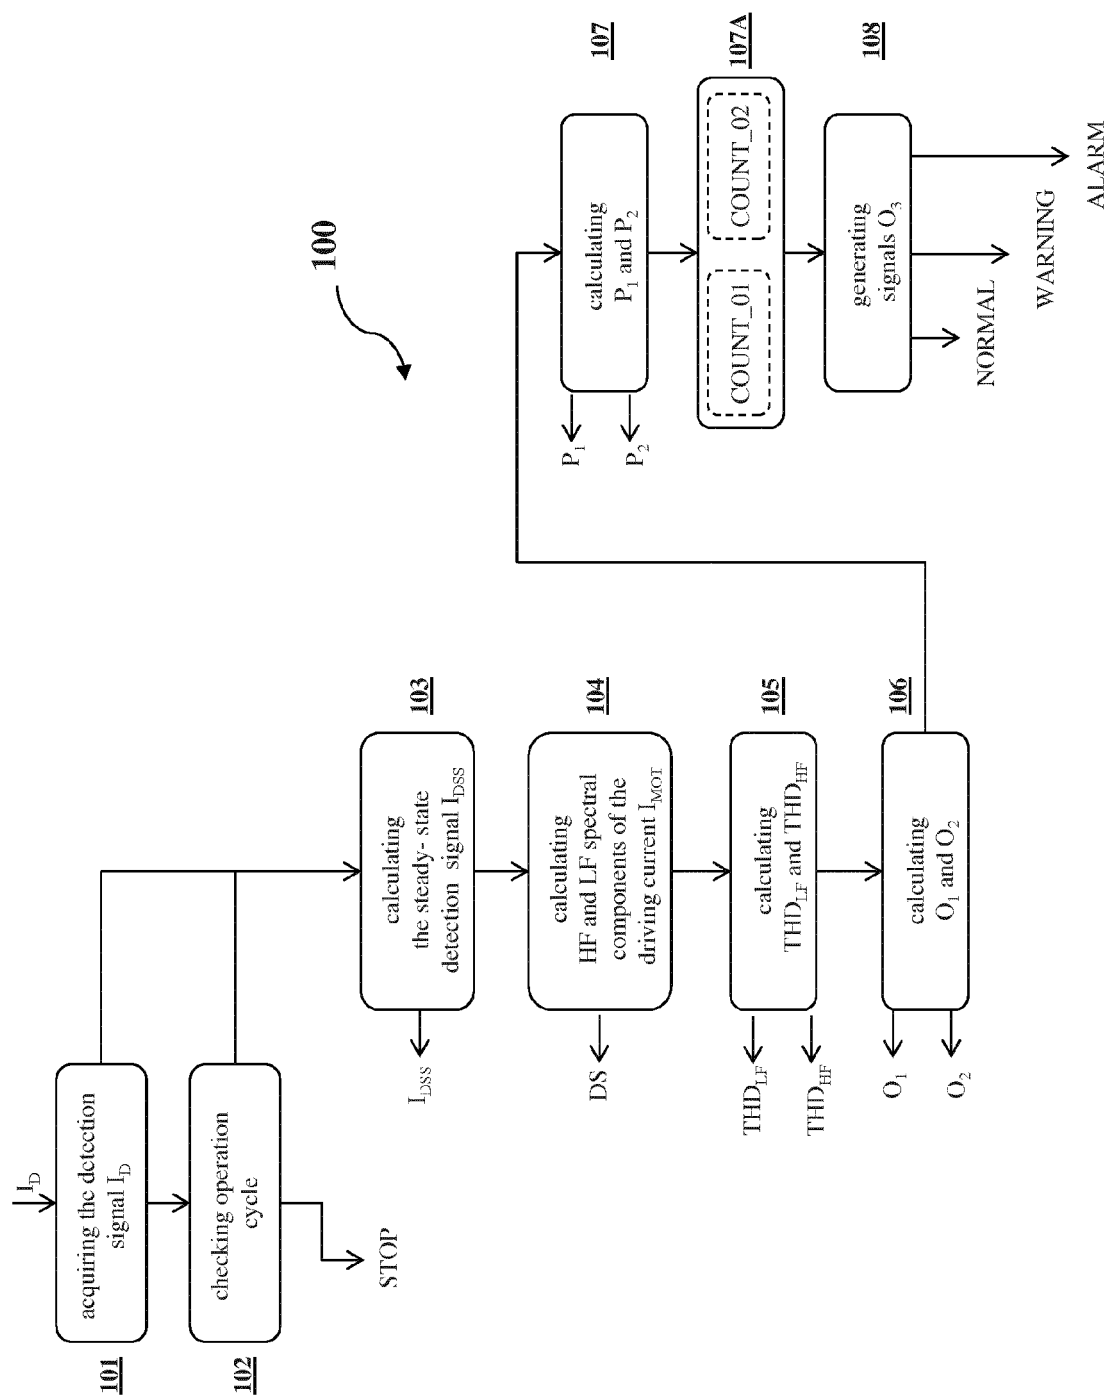 100
I_D
101
acquiring the detection
signal I_D
102
checking operation
cycle
STOP
103
calculating
the steady- state
detection signal I_DSS
I_DSS
104
calculating
HF and LF spectral
components of the
driving current I_MOT
DS
105
calculating
THD_LF and THD_HF
THD_LF
THD_HF
106
calculating
O_1 and O_2
O_1
O_2
107
calculating
P_1 and P_2
P_1
P_2
107A
COUNT_01
COUNT_02
108
generating
signals O_3
NORMAL
WARNING
ALARM